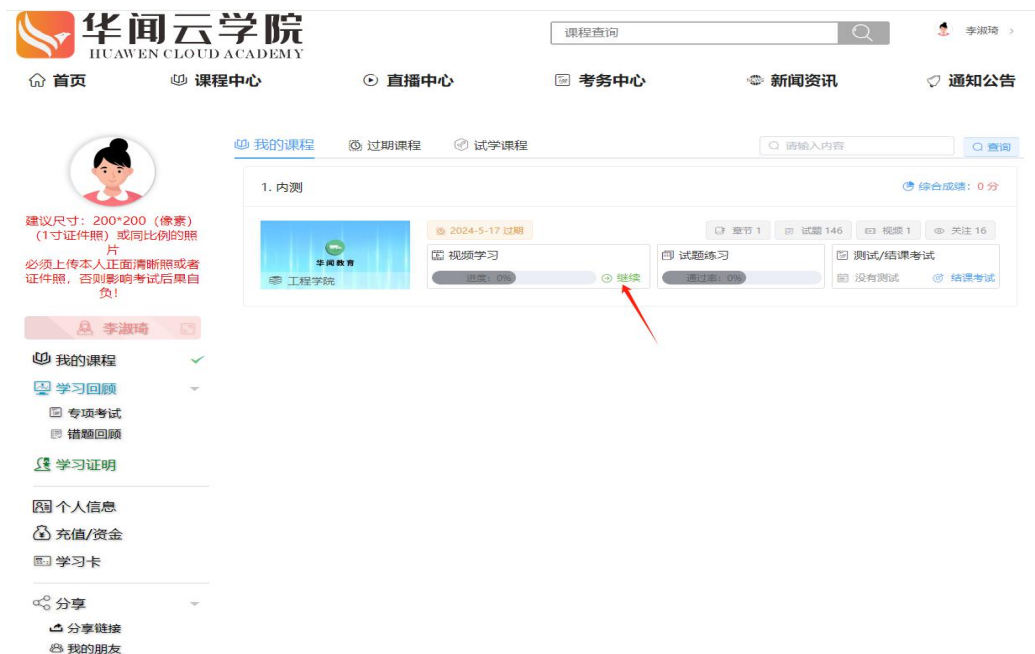 华闻云学院
HUAWEN CLOUD ACADEMY
课程查询
李淑琦
首页 课程中心 直播中心 考务中心 新闻资讯 通知公告
我的课程 过期课程 试学课程 请输入内容 查询
1. 内测 综合成绩：0 分
建议尺寸：200*200（像素）
（1寸证件照）或同比例的照
片
必须上传本人正面清晰照或者
证件照，否则影响考试后果自
负！
华闻教育
工程学院
2024-5-17 过期 章节 1 试题 146 视频 1 关注 16
视频学习 试题练习 测试/结课考试
进度：0% 继续 通过率：0% 没有测试 结课考试
李淑琦
我的课程
学习回顾
专项考试
错题回顾
学习证明
个人信息
充值/资金
学习卡
分享
分享链接
我的朋友